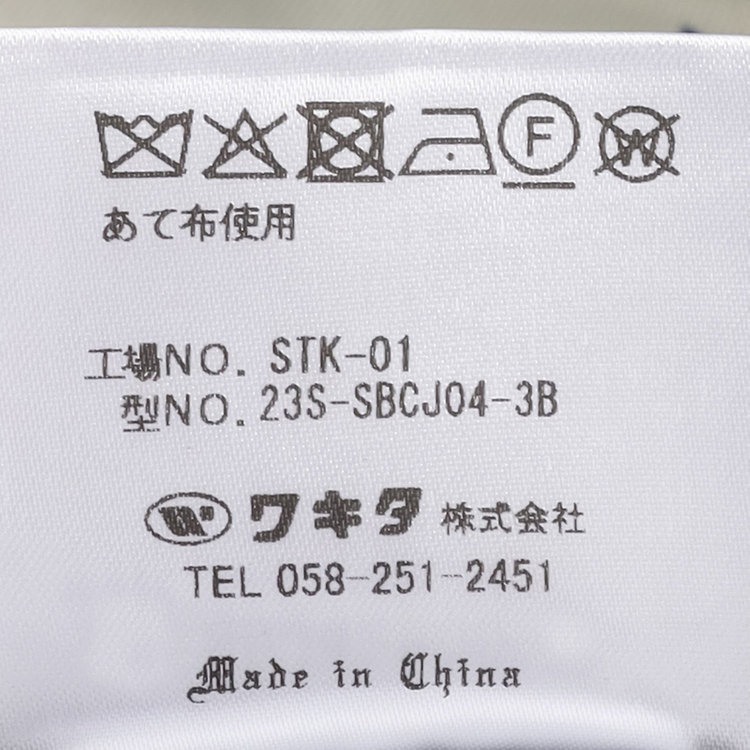 F W
あて布使用
工場NO. STK-01
型NO. 23S-SBCJ04-3B
W ワキタ 株式会社
TEL 058-251-2451
Made in China